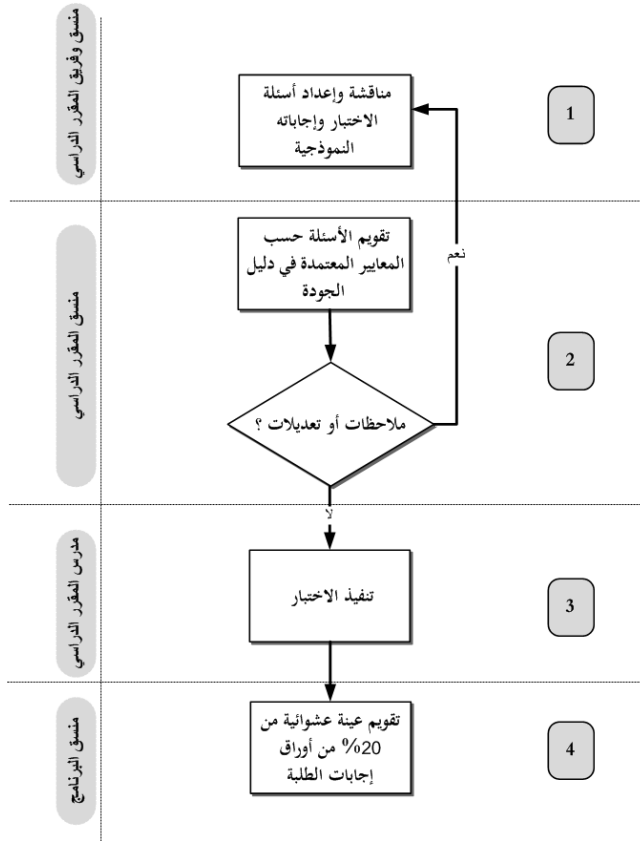 1
مناقشة وإعداد أسئلة
الاختبار وإجاباته
النموذجية
منسق وفريق المقرر الدراسي
نعم
2
تقويم الأسئلة حسب
المعايير المعتمدة في دليل
الجودة
ملاحظات أو تعديلات ؟
منسق المقرر الدراسي
لا
3
تنفيذ الاختبار
مدرس المقرر الدراسي
4
تقويم عينة عشوائية من
20% من أوراق
إجابات الطلبة
منسق البرنامج